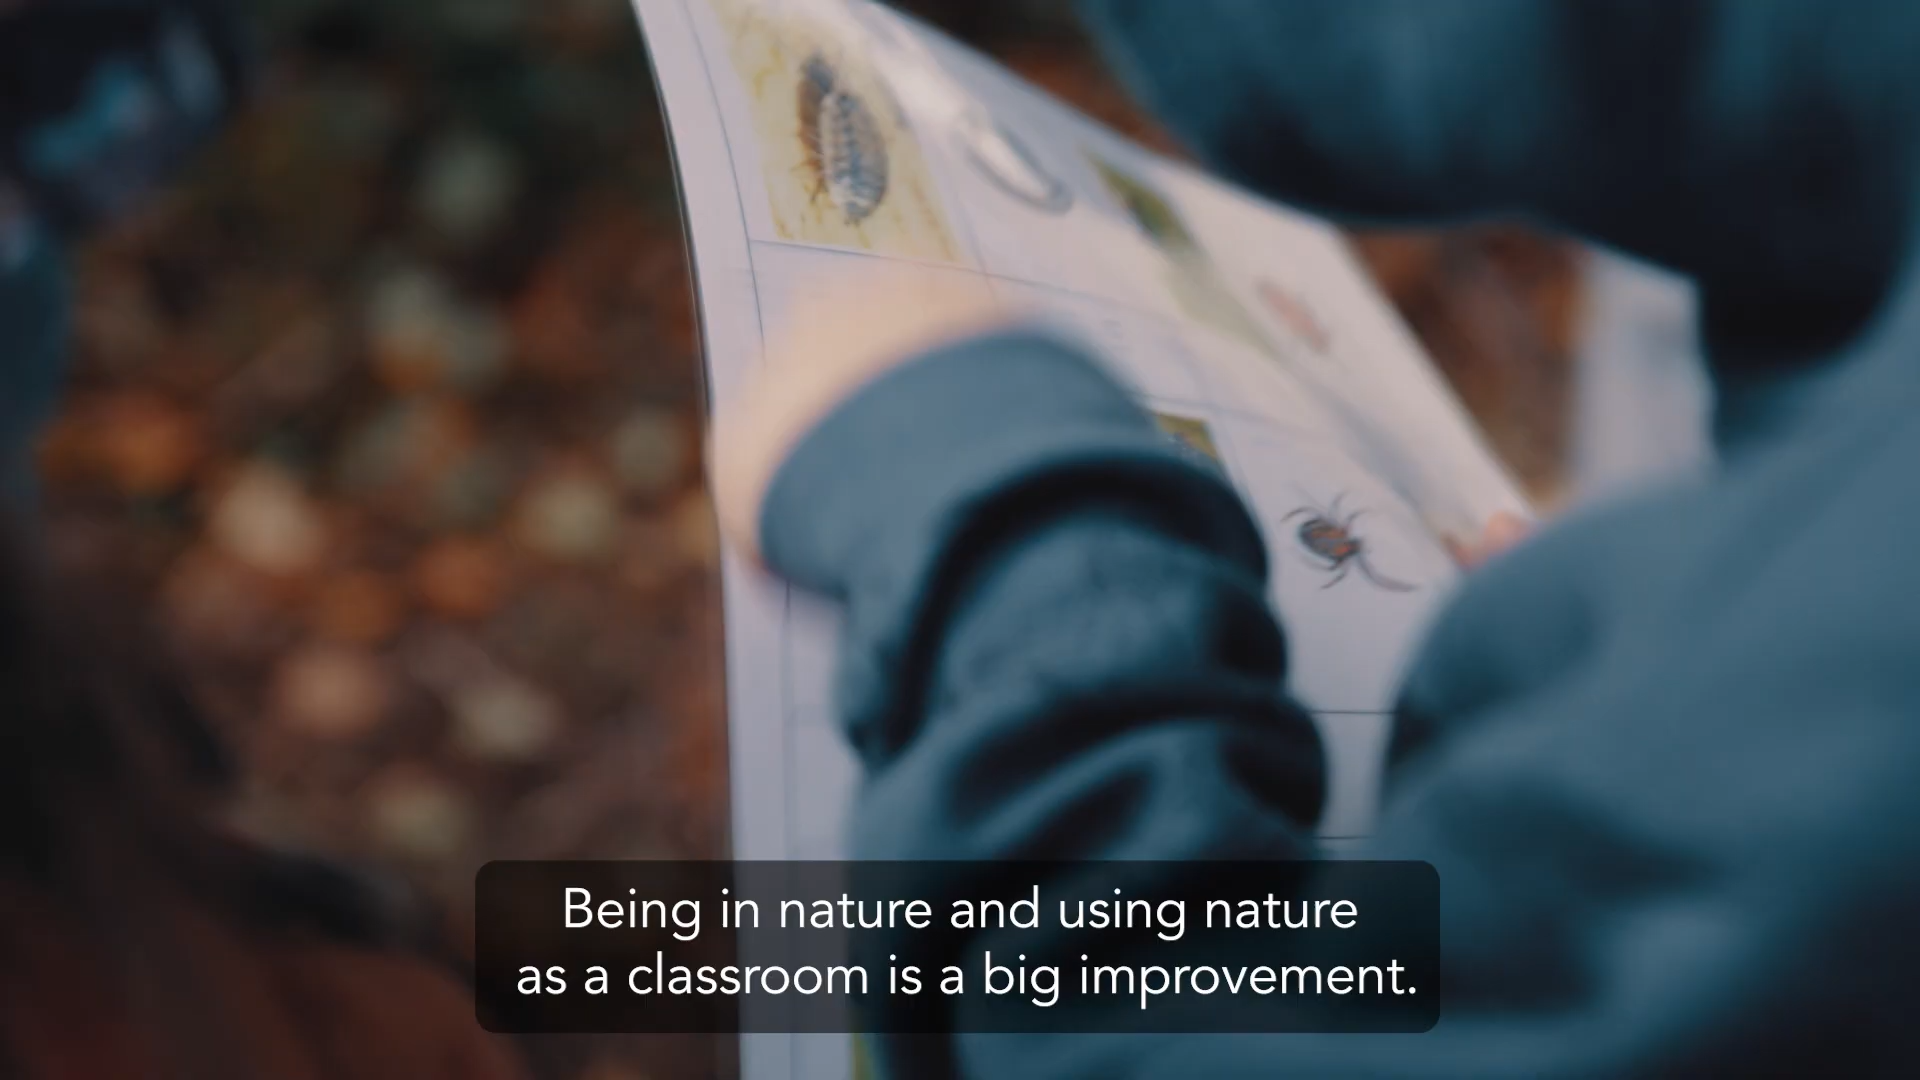 Being in nature and using nature
as a classroom is a big improvement.